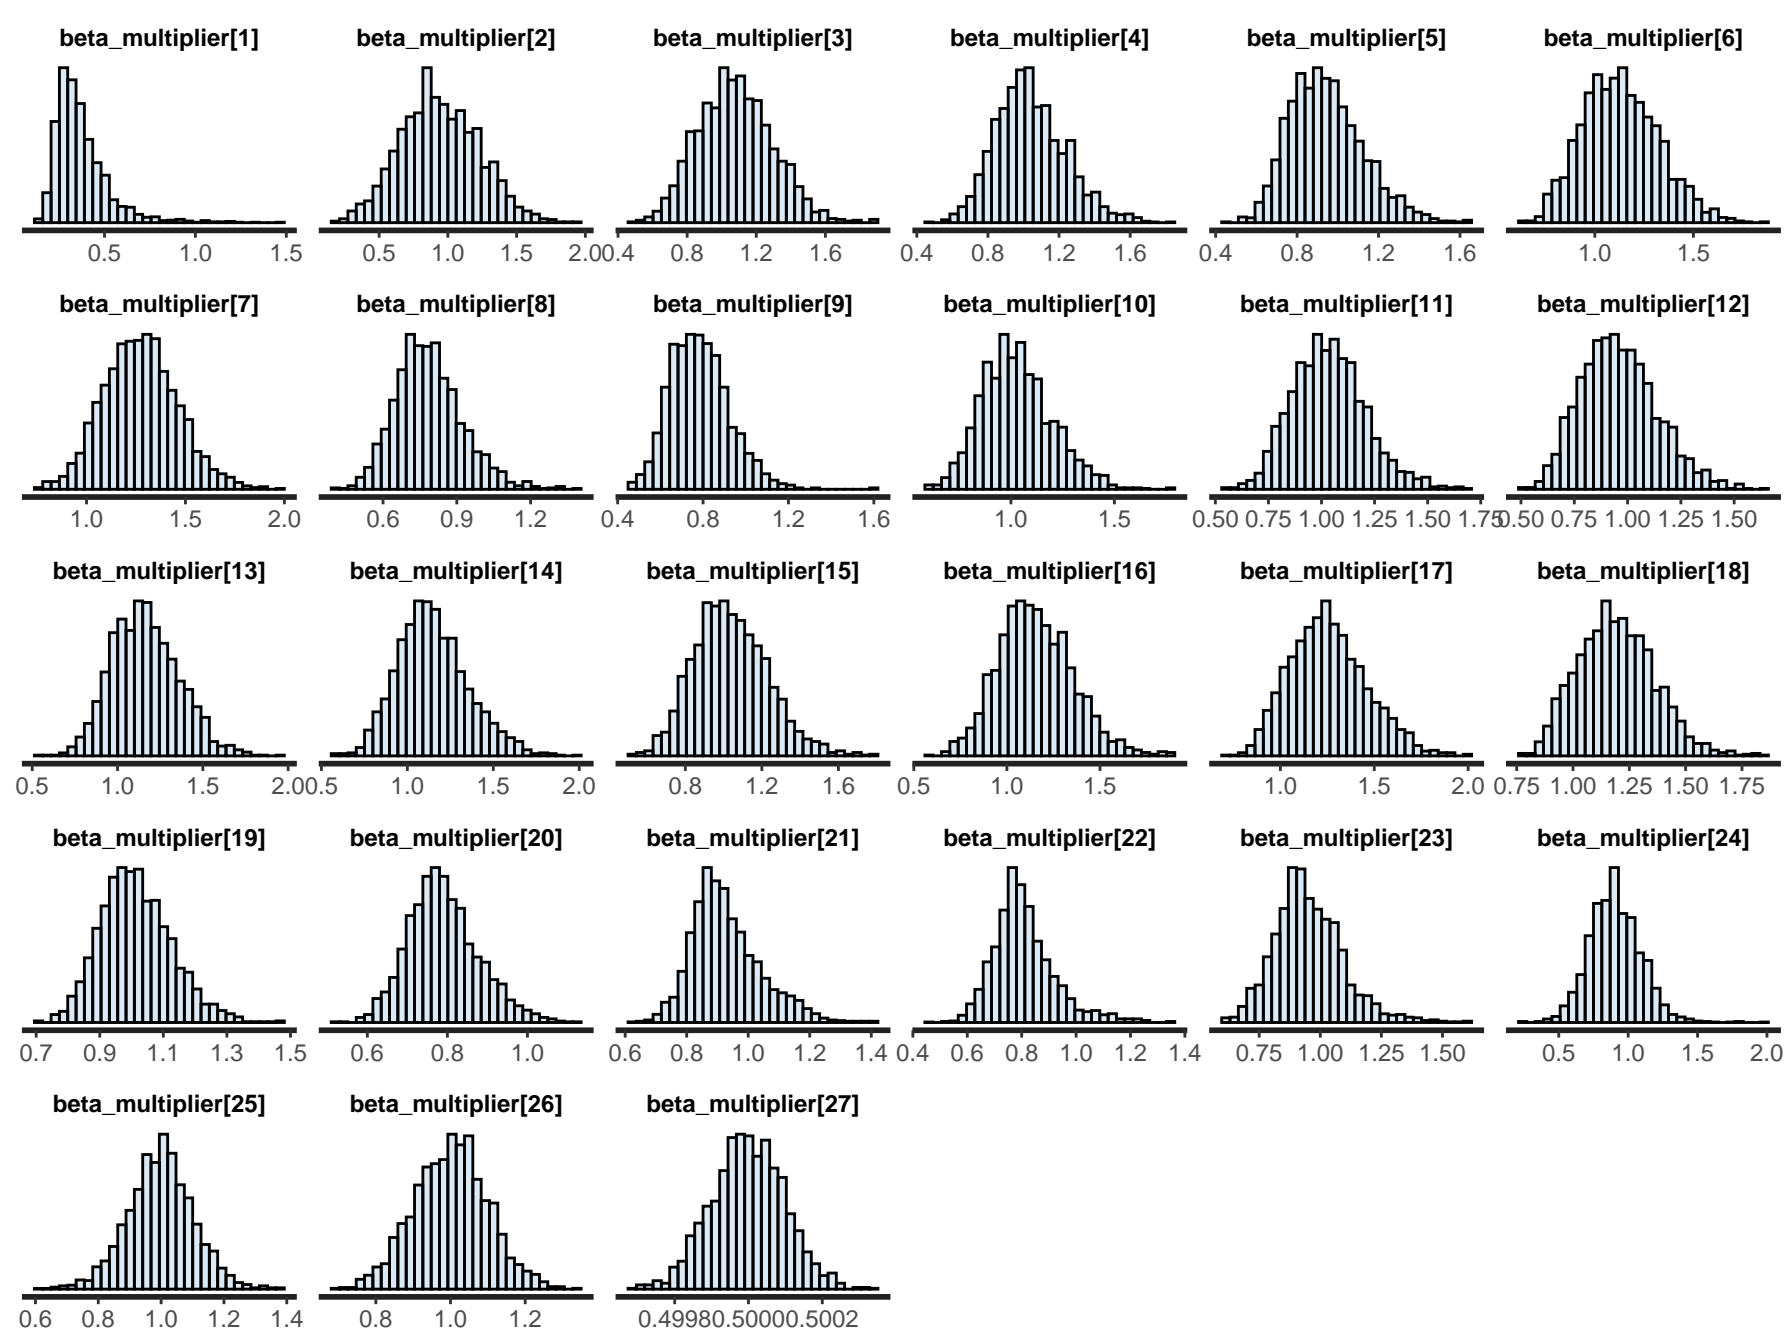 beta_multiplier[1] beta_multiplier[2] beta_multiplier[3] beta_multiplier[4] beta_multiplier[5] beta_multiplier[6]
0.5 1.0 1.5 0.5 1.0 1.5 2.0 0.4 0.8 1.2 1.6 0.4 0.8 1.2 1.6 0.4 0.8 1.2 1.6 1.0 1.5
beta_multiplier[7] beta_multiplier[8] beta_multiplier[9] beta_multiplier[10] beta_multiplier[11] beta_multiplier[12]
1.0 1.5 2.0 0.6 0.9 1.2 0.4 0.8 1.2 1.6 1.0 1.5 0.50 0.75 1.00 1.25 1.50 1.75 0.50 0.75 1.00 1.25 1.50
beta_multiplier[13] beta_multiplier[14] beta_multiplier[15] beta_multiplier[16] beta_multiplier[17] beta_multiplier[18]
0.5 1.0 1.5 2.0 0.5 1.0 1.5 2.0 0.8 1.2 1.6 0.5 1.0 1.5 1.0 1.5 2.0 0.75 1.00 1.25 1.50 1.75
beta_multiplier[19] beta_multiplier[20] beta_multiplier[21] beta_multiplier[22] beta_multiplier[23] beta_multiplier[24]
0.7 0.9 1.1 1.3 1.5 0.6 0.8 1.0 0.6 0.8 1.0 1.2 1.4 0.4 0.6 0.8 1.0 1.2 1.4 0.75 1.00 1.25 1.50 0.5 1.0 1.5 2.0
beta_multiplier[25] beta_multiplier[26] beta_multiplier[27]
0.6 0.8 1.0 1.2 1.4 0.8 1.0 1.2 0.4998 0.5000 0.5002